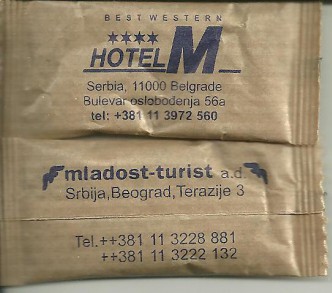 BEST WESTERN
★★★★
HOTEL M
Serbia, 11000 Belgrade
Bulevar oslobođenja 56a
tel: +381 11 3972 560
mladost-turist a.d.
Srbija,Beograd,Terazije 3
Tel.++381 11 3228 881
++381 11 3222 132